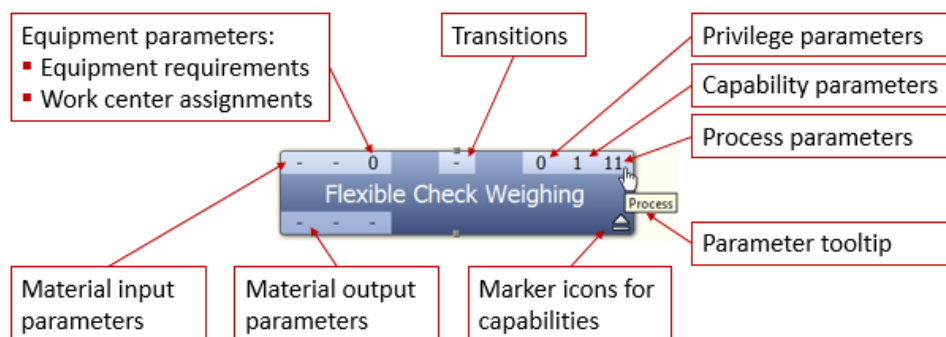 Equipment parameters:
▪ Equipment requirements
▪ Work center assignments
Transitions
Privilege parameters
Capability parameters
Process parameters
- - 0 - 0 1 11
Flexible Check Weighing
Process
- - -
Parameter tooltip
Material input
parameters
Material output
parameters
Marker icons for
capabilities